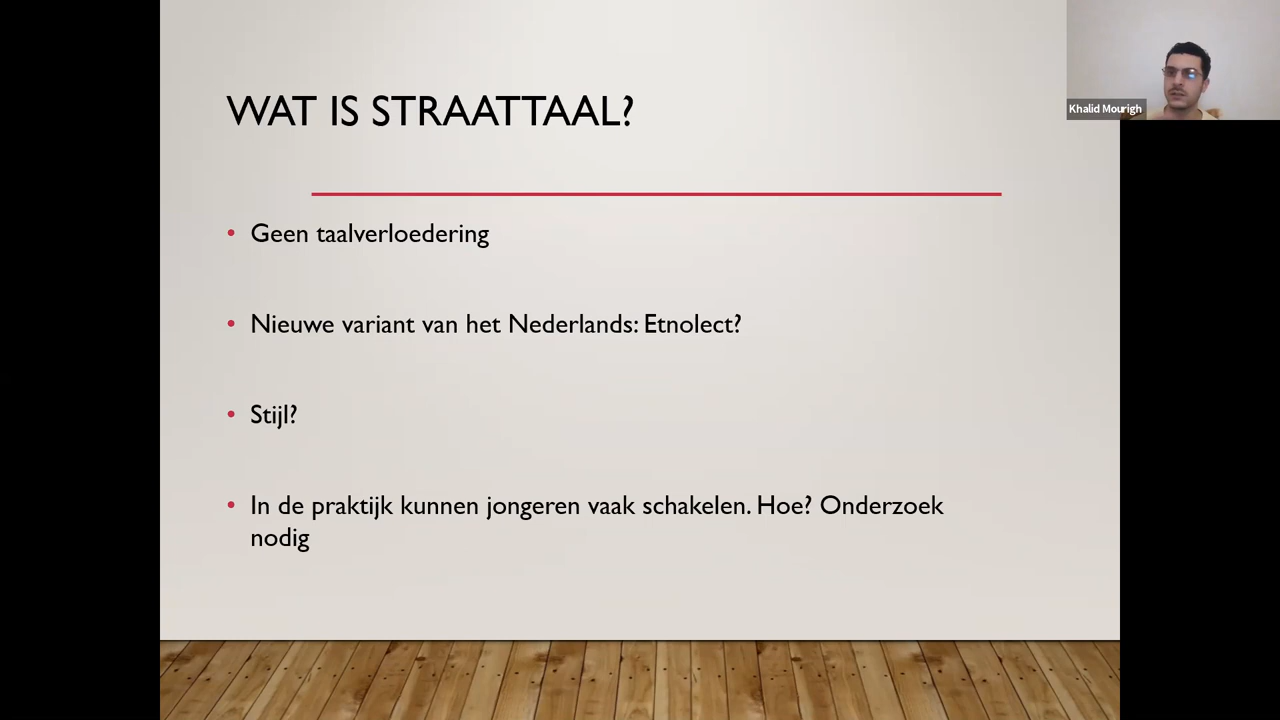 WAT IS STRAATTAAL?
Khalid Mourigh
• Geen taalverloedering
• Nieuwe variant van het Nederlands: Etnolect?
• Stijl?
• In de praktijk kunnen jongeren vaak schakelen. Hoe? Onderzoek
nodig